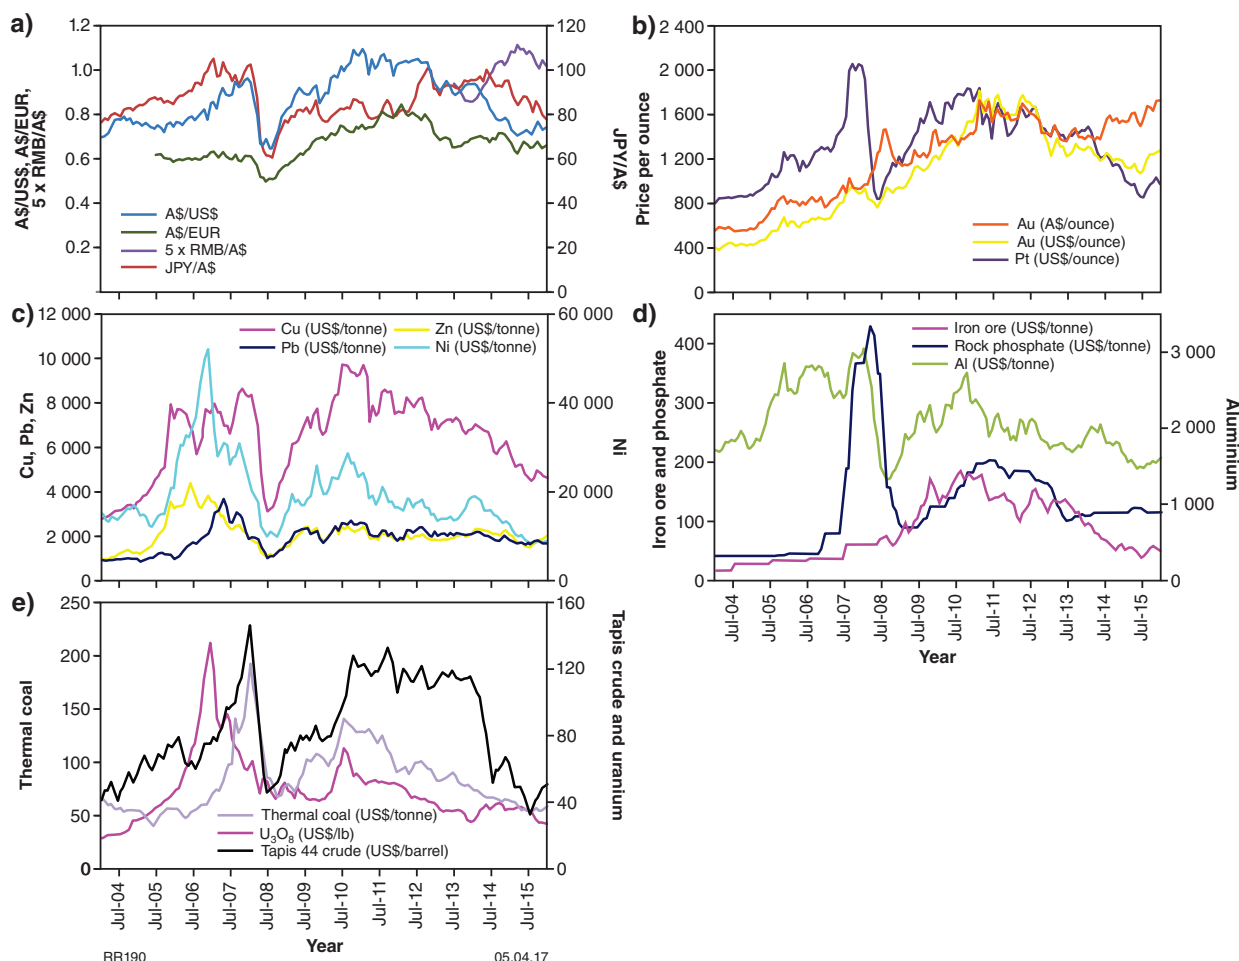 a)
1.2
1.0
0.8
0.6
0.4
0.2
A$/US$, A$/EUR,
5 x RMB/A$
120
100
80
60
40
20
0
JPY/A$
A$/US$
A$/EUR
5 x RMB/A$
JPY/A$
b)
2 400
2 000
1 600
1 200
800
400
0
Price per ounce
Au (A$/ounce)
Au (US$/ounce)
Pt (US$/ounce)
c)
12 000
10 000
8 000
6 000
4 000
2 000
0
Cu, Pb, Zn
60 000
40 000
20 000
0
Ni
Cu (US$/tonne)
Pb (US$/tonne)
Zn (US$/tonne)
Ni (US$/tonne)
d)
400
300
200
100
0
Iron ore and phosphate
3 000
2 000
1 000
0
Aluminium
Iron ore (US$/tonne)
Rock phosphate (US$/tonne)
Al (US$/tonne)
Jul-04
Jul-05
Jul-06
Jul-07
Jul-08
Jul-09
Jul-10
Jul-11
Jul-12
Jul-13
Jul-14
Jul-15
Year
e)
250
200
150
100
50
0
Thermal coal
160
120
80
40
0
Tapis crude and uranium
Thermal coal (US$/tonne)
U₃O₈ (US$/lb)
Tapis 44 crude (US$/barrel)
Jul-04
Jul-05
Jul-06
Jul-07
Jul-08
Jul-09
Jul-10
Jul-11
Jul-12
Jul-13
Jul-14
Jul-15
Year
RR190
05.04.17